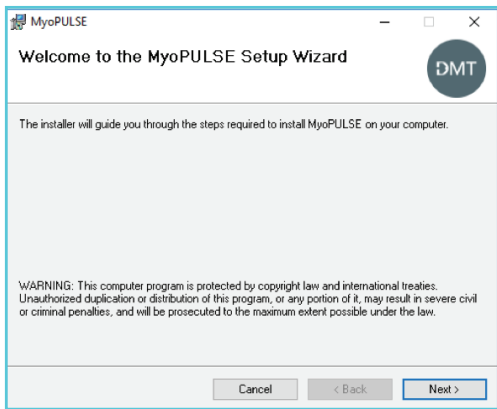 MyoPULSE
Welcome to the MyoPULSE Setup Wizard
DMT
The installer will guide you through the steps required to install MyoPULSE on your computer.
WARNING: This computer program is protected by copyright law and international treaties.
Unauthorized duplication or distribution of this program, or any portion of it, may result in severe civil
or criminal penalties, and will be prosecuted to the maximum extent possible under the law.
Cancel
< Back
Next >